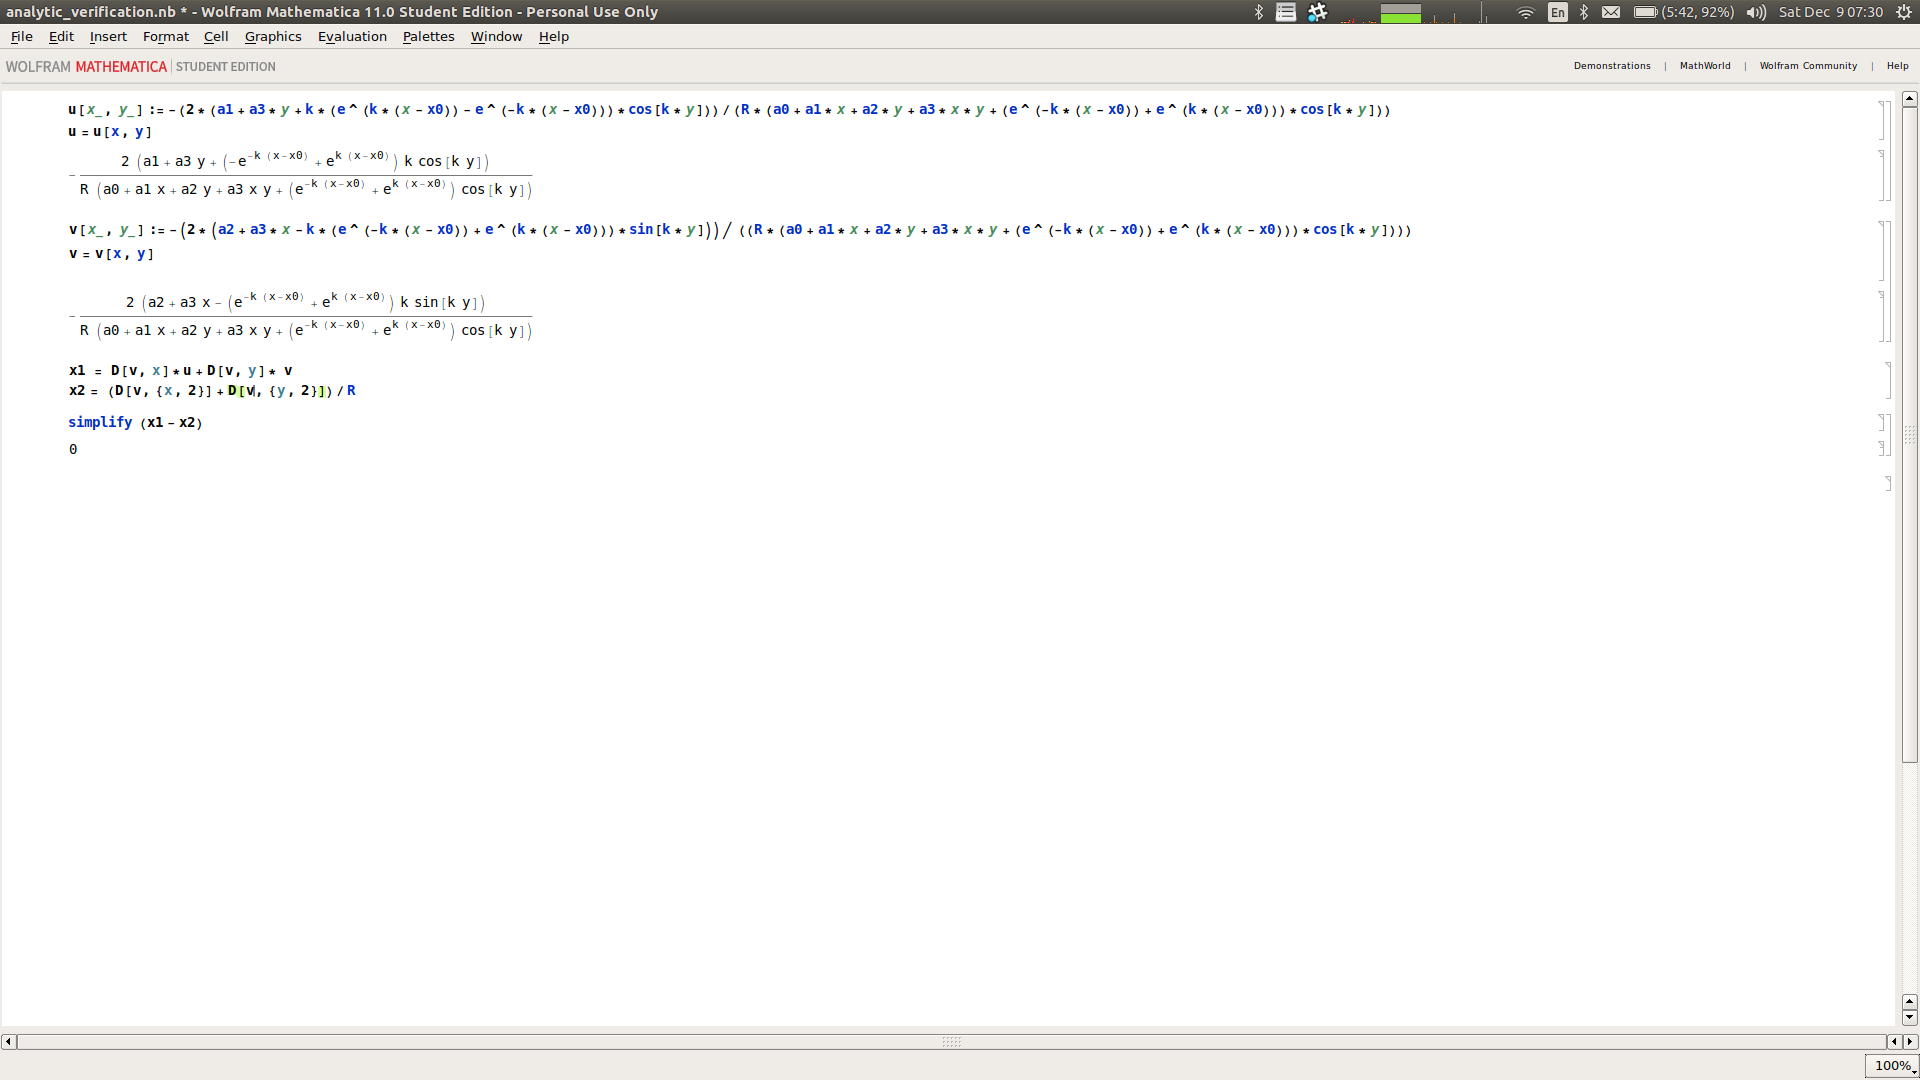 analytic_verification.nb * - Wolfram Mathematica 11.0 Student Edition - Personal Use Only
En
(5:42, 92%)
Sat Dec 9 07:30
File Edit Insert Format Cell Graphics Evaluation Palettes Window Help
WOLFRAM MATHEMATICA | STUDENT EDITION
Demonstrations | MathWorld | Wolfram Community | Help
u[x_, y_] := -(2*(a1+a3*y+k*(e^(k*(x-x0))-e^(-k*(x-x0)))*cos[k*y]))/(R*(a0+a1*x+a2*y+a3*x*y+(e^(-k*(x-x0))+e^(k*(x-x0)))*cos[k*y]))
u = u[x, y]
2 (a1 + a3 y + (-e^-k (x-x0) + e^k (x-x0)) k cos[k y])
-
R (a0 + a1 x + a2 y + a3 x y + (e^-k (x-x0) + e^k (x-x0)) cos[k y])
v[x_, y_] := -(2*(a2+a3*x-k*(e^(-k*(x-x0))+e^(k*(x-x0)))*sin[k*y]))/ ((R*(a0+a1*x+a2*y+a3*x*y+(e^(-k*(x-x0))+e^(k*(x-x0)))*cos[k*y])))
v = v[x, y]
2 (a2 + a3 x - (e^-k (x-x0) + e^k (x-x0)) k sin[k y])
-
R (a0 + a1 x + a2 y + a3 x y + (e^-k (x-x0) + e^k (x-x0)) cos[k y])
x1 = D[v, x]*u+D[v, y]* v
x2 = (D[v, {x, 2}]+D[v, {y, 2}])/R
simplify (x1-x2)
0
100%